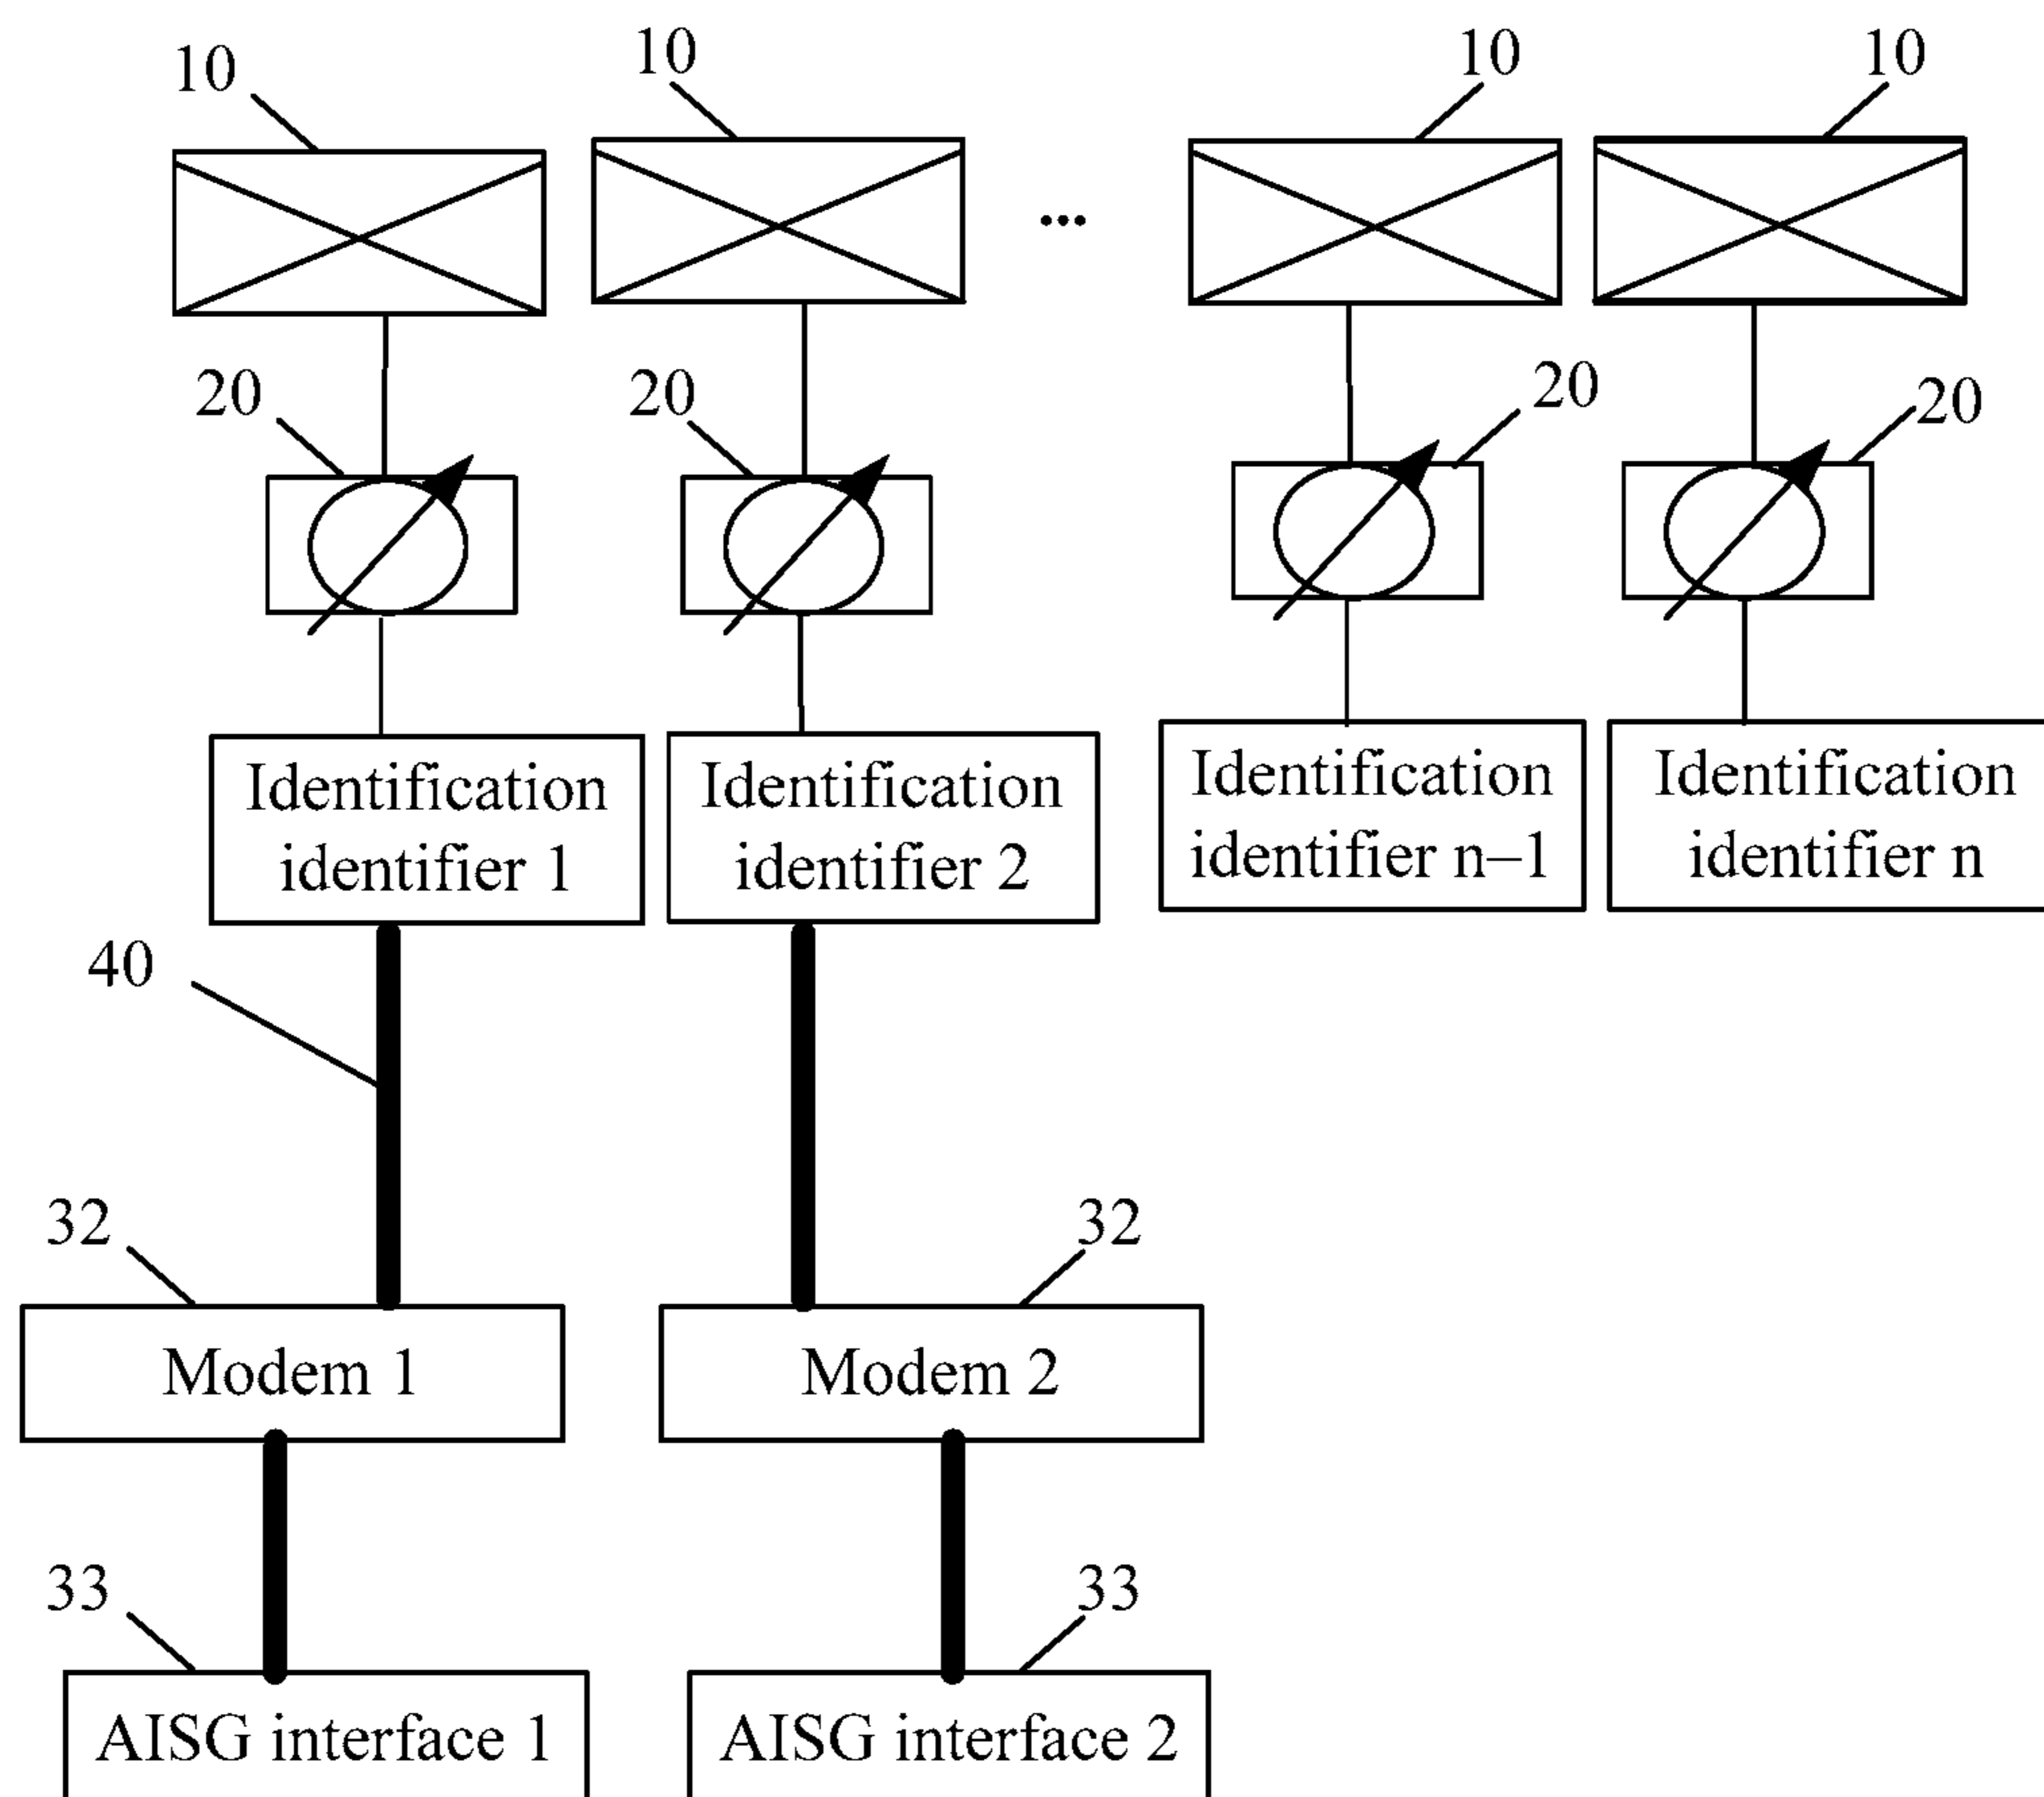 10
10
10
10
...
20
20
20
20
Identification
identifier 1
Identification
identifier 2
Identification
identifier n–1
Identification
identifier n
40
32
32
Modem 1
Modem 2
33
33
AISG interface 1
AISG interface 2